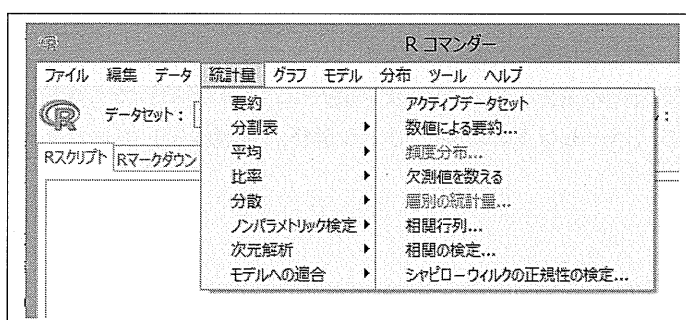 R コマンダー
ファイル 編集 データ 統計量 グラフ モデル 分布 ツール ヘルプ
R データセット:
Rスクリプト Rマークダウン
要約
分割表
平均
比率
分散
ノンパラメトリック検定
次元解析
モデルへの適合
アクティブデータセット
数値による要約...
頻度分布...
欠測値を数える
層別の統計量...
相関行列...
相関の検定...
シャピローウィルクの正規性の検定...